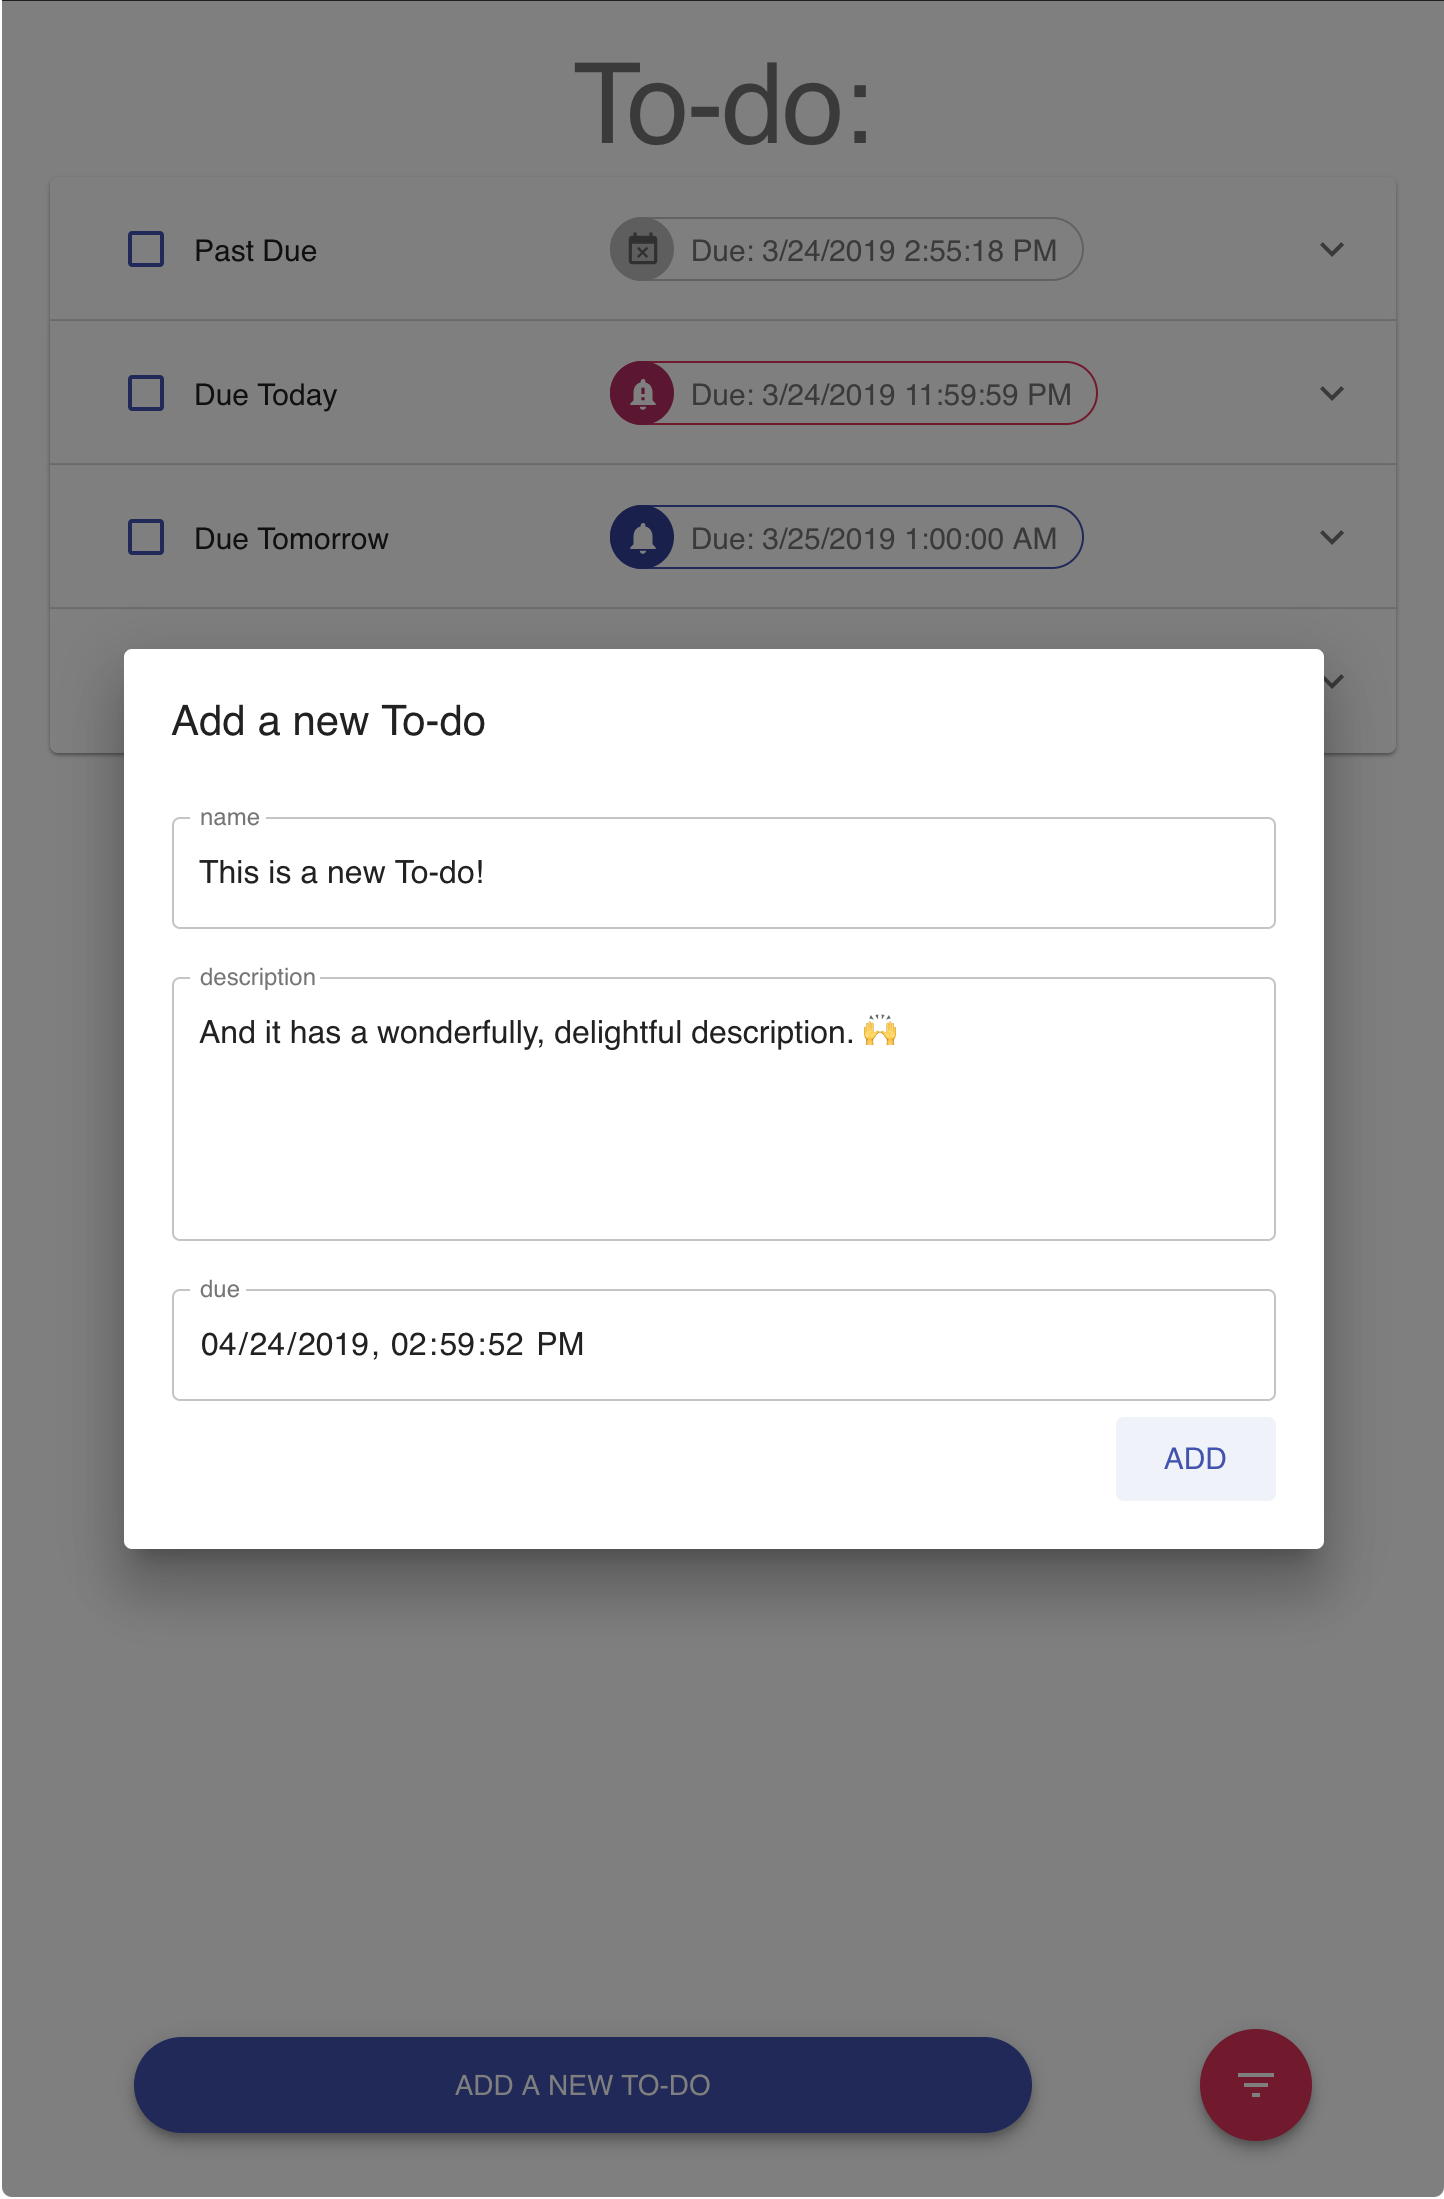 To-do:
Past Due
Due: 3/24/2019 2:55:18 PM
Due Today
Due: 3/24/2019 11:59:59 PM
Due Tomorrow
Due: 3/25/2019 1:00:00 AM
Add a new To-do
name
This is a new To-do!
description
And it has a wonderfully, delightful description. 🙌
due
04/24/2019, 02:59:52 PM
ADD
ADD A NEW TO-DO